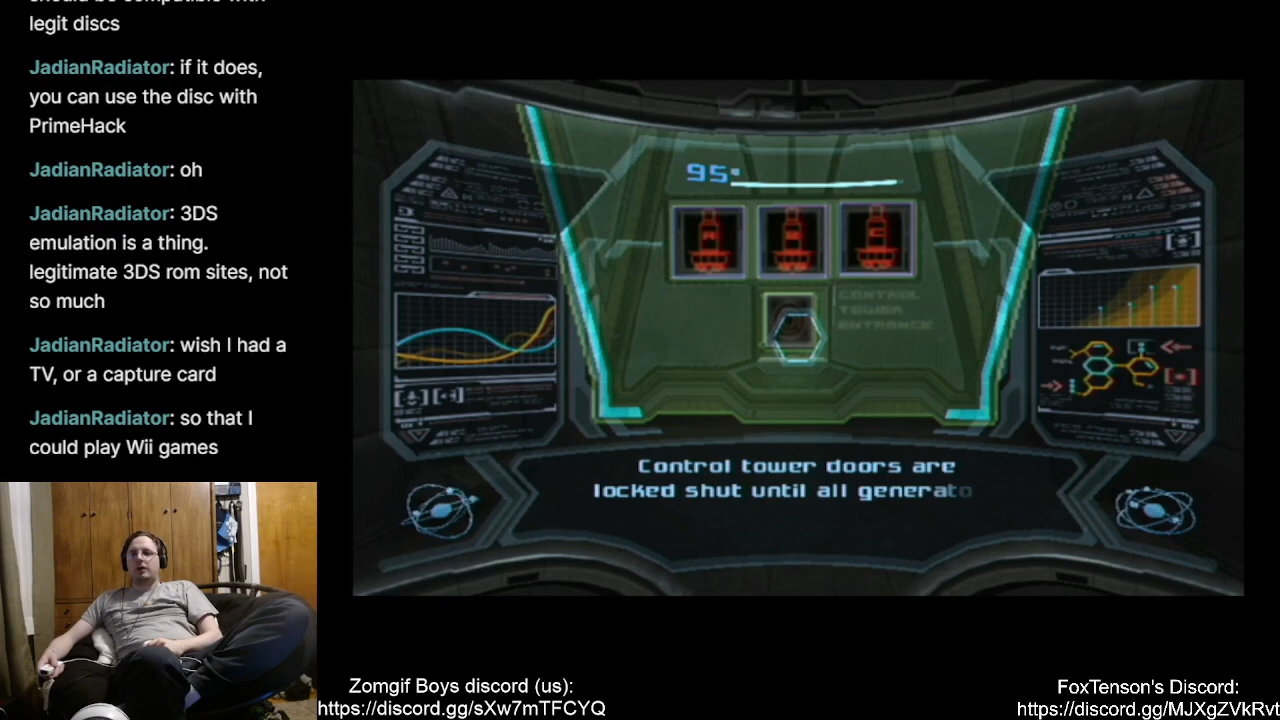 should be compatible with
legit discs
JadianRadiator: if it does,
you can use the disc with
PrimeHack
JadianRadiator: oh
JadianRadiator: 3DS
emulation is a thing.
legitimate 3DS rom sites, not
so much
JadianRadiator: wish I had a
TV, or a capture card
JadianRadiator: so that I
could play Wii games
95
A
B
C
CONTROL
TOWER
ENTRANCE
Control tower doors are
locked shut until all generato
Zomgif Boys discord (us):
https://discord.gg/sXw7mTFCYQ
FoxTenson's Discord:
https://discord.gg/MJXgZVkRvt